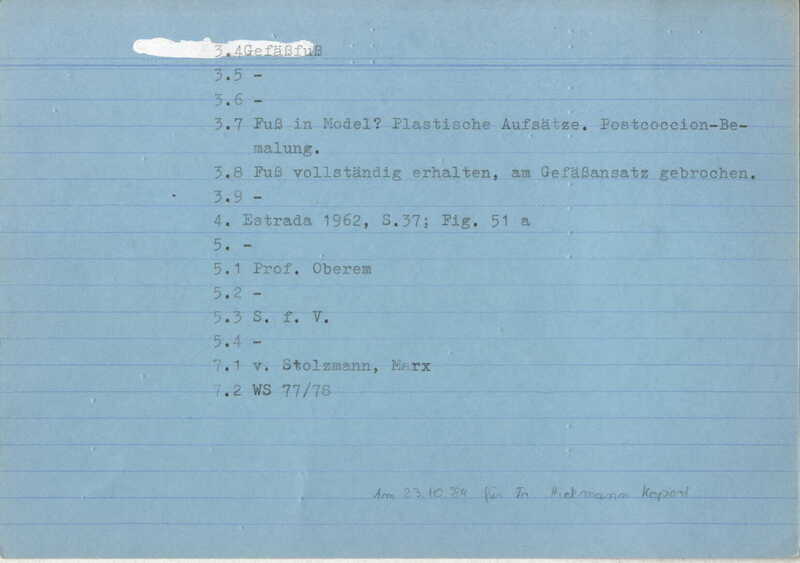 3.4Gefäßfuß
3.5 -
3.6 -
3.7 Fuß in Model? Plastische Aufsätze. Postcoccion-Be-
malung.
3.8 Fuß vollständig erhalten, am Gefäßansatz gebrochen.
3.9 -
4. Estrada 1962, S.37; Fig. 51 a
5. -
5.1 Prof. Oberem
5.2 -
5.3 S. f. V.
5.4 -
7.1 v. Stolzmann, Marx
7.2 WS 77/78
Am 23.10.84 für